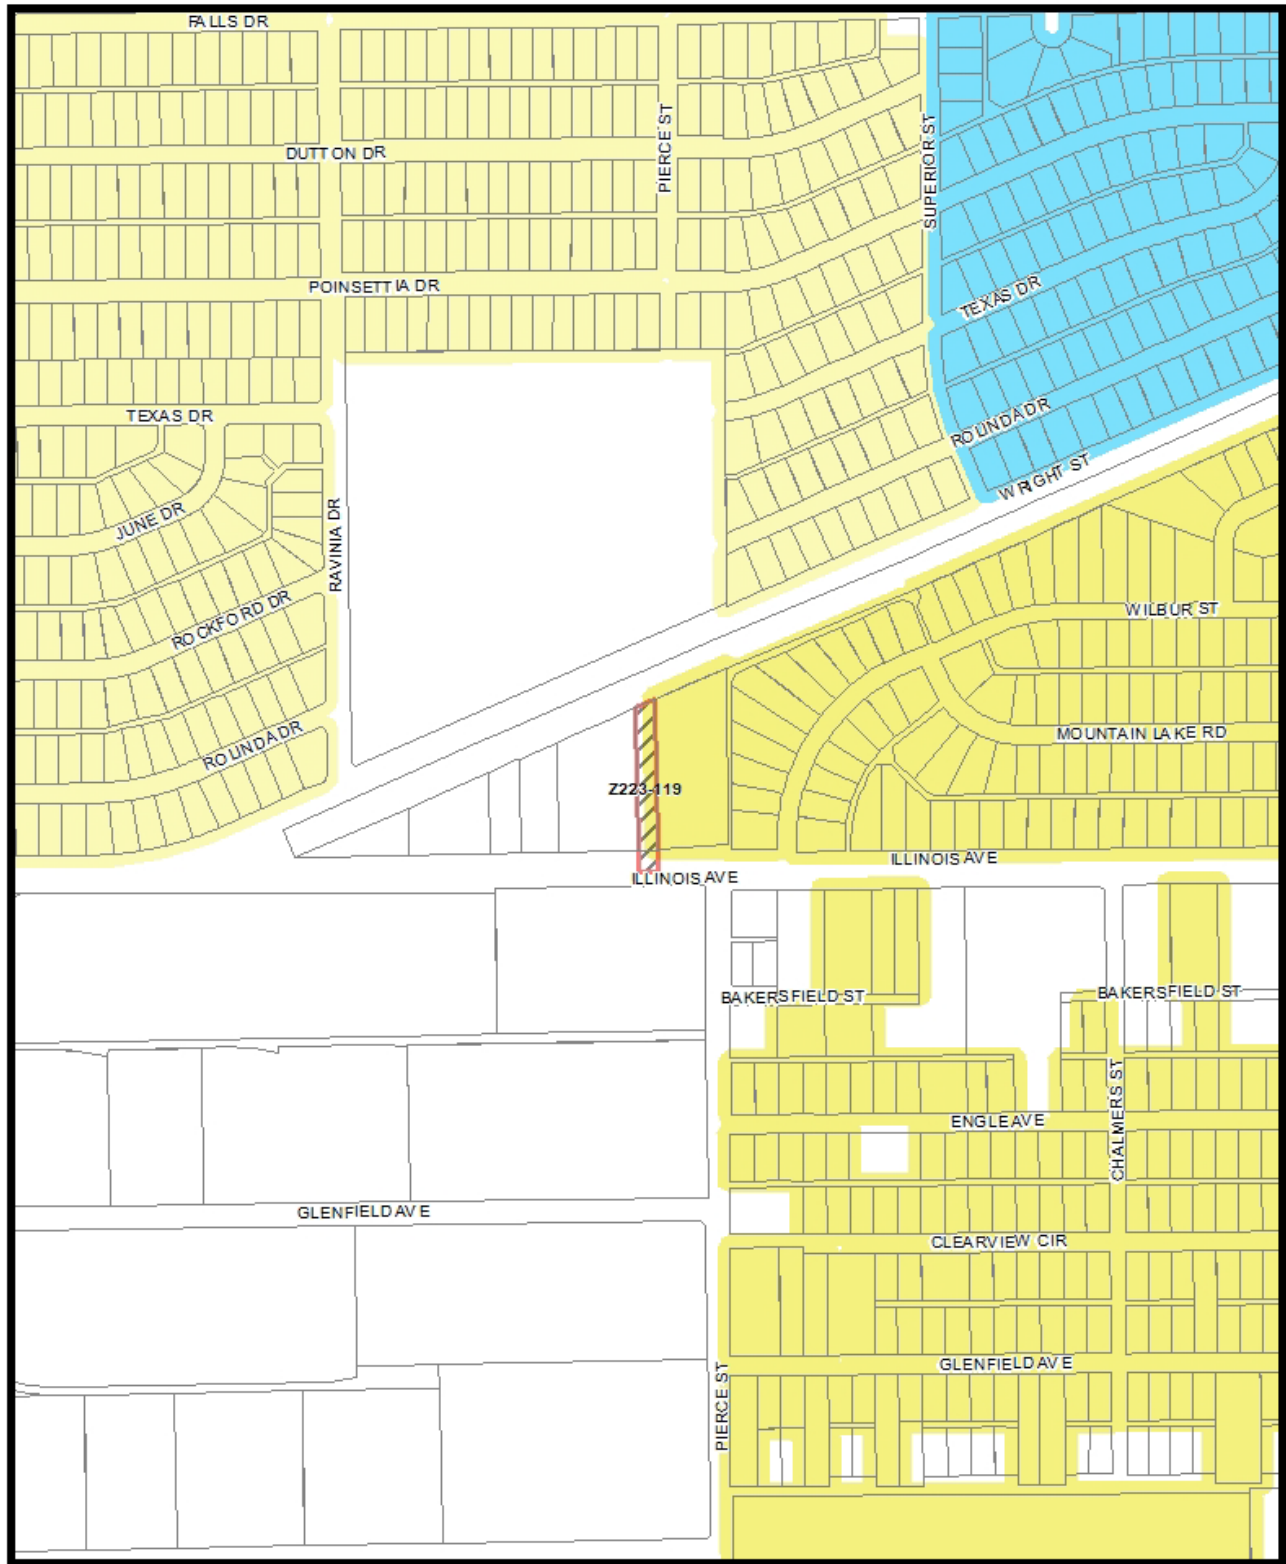 FALLS DR
DUTTON DR
PIERCE ST
SUPERIOR ST
POINSETTIA DR
TEXAS DR
TEXAS DR
ROLINDA DR
WRIGHT ST
JUNE DR
RAVINIA DR
ROCKFORD DR
WILBUR ST
ROLINDA DR
MOUNTAIN LAKE RD
Z223-119
ILLINOIS AVE
ILLINOIS AVE
BAKERSFIELD ST
BAKERSFIELD ST
CHALMERS ST
ENGLE AVE
GLENFIELD AVE
CLEARVIEW CIR
GLENFIELD AVE
PIERCE ST